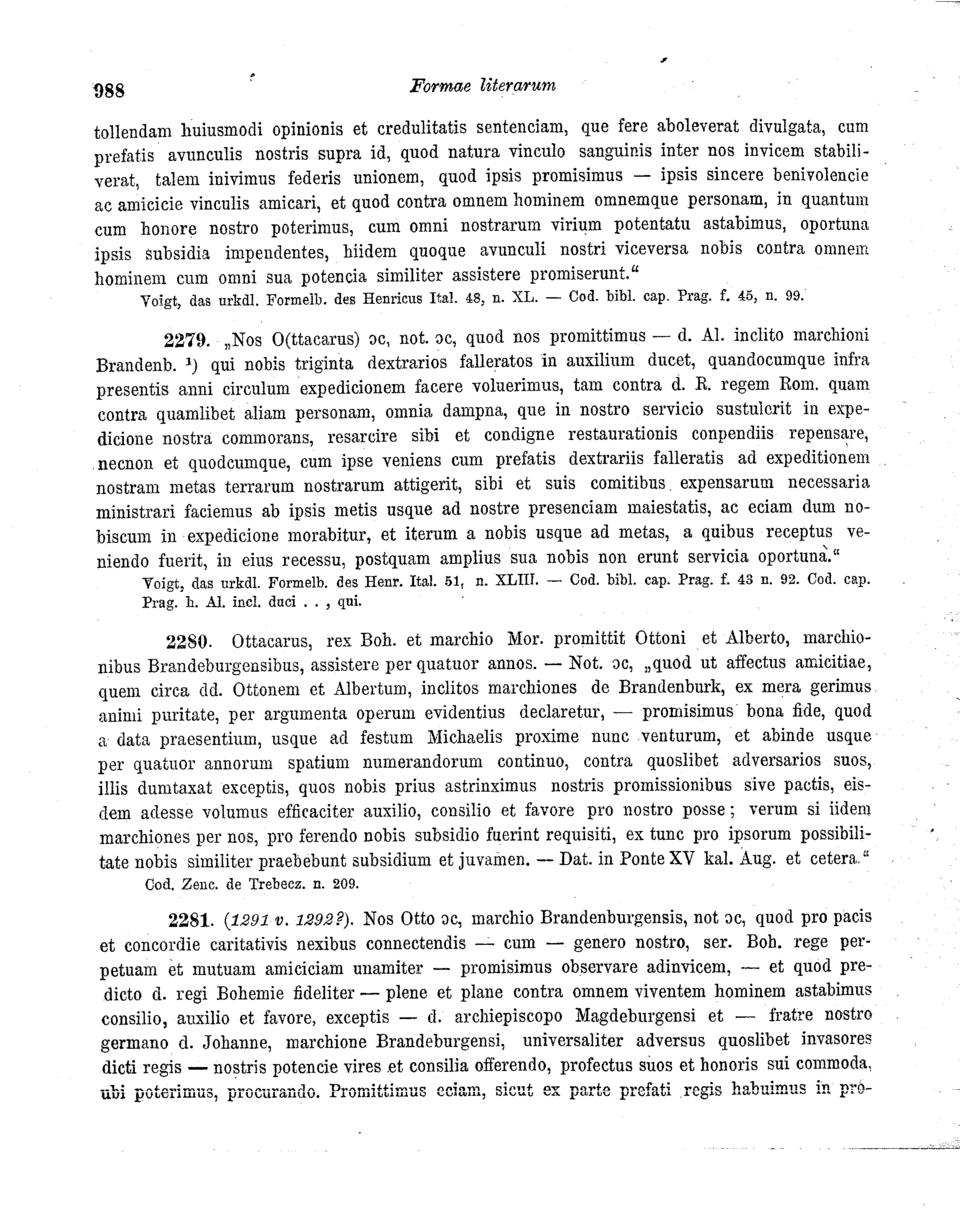 988
Formae literarum
tollendam huiusmodi opinionis et credulitatis sentenciam, que fere aboleverat divulgata, cum
prefatis avunculis nostris supra id, quod natura vinculo sanguinis inter nos invicem stabili-
verat, talem inivimus federis unionem, quod ipsis promisimus — ipsis sincere benivolencie
ac amicicie vinculis amicari, et quod contra omnem hominem omnemque personam, in quantum
cum honore nostro poterimus, cum omni nostrarum virium potentatu astabimus, oportuna
ipsis subsidia impendentes, hiidem quoque avunculi nostri viceversa nobis contra omnem
hominem cum omni sua potencia similiter assistere promiserunt.“
Voigt, das urkdl. Formelb. des Henricus Ital. 48, n. XL. — Cod. bibl. cap. Prag. f. 45, n. 99.
2279. „Nos O(ttacarus) ɔc, not. ɔc, quod nos promittimus — d. Al. inclito marchioni
Brandenb. ¹) qui nobis triginta dextrarios falleratos in auxilium ducet, quandocumque infra
presentis anni circulum expedicionem facere voluerimus, tam contra d. R. regem Rom. quam
contra quamlibet aliam personam, omnia dampna, que in nostro servicio sustulerit in expe-
dicione nostra commorans, resarcire sibi et condigne restaurationis conpendiis repensare,
necnon et quodcumque, cum ipse veniens cum prefatis dextrariis falleratis ad expeditionem
nostram metas terrarum nostrarum attigerit, sibi et suis comitibus expensarum necessaria
ministrari faciemus ab ipsis metis usque ad nostre presenciam maiestatis, ac eciam dum no-
biscum in expedicione morabitur, et iterum a nobis usque ad metas, a quibus receptus ve-
niendo fuerit, in eius recessu, postquam amplius sua nobis non erunt servicia oportuna.“
Voigt, das urkdl. Formelb. des Henr. Ital. 51, n. XLIII. — Cod. bibl. cap. Prag. f. 43 n. 92. Cod. cap.
Prag. h. Al. incl. duci . . , qui.
2280. Ottacarus, rex Boh. et marchio Mor. promittit Ottoni et Alberto, marchio-
nibus Brandeburgensibus, assistere per quatuor annos. — Not. ɔc, „quod ut affectus amicitiae,
quem circa dd. Ottonem et Albertum, inclitos marchiones de Brandenburk, ex mera gerimus
animi puritate, per argumenta operum evidentius declaretur, — promisimus bona fide, quod
a data praesentium, usque ad festum Michaelis proxime nunc venturum, et abinde usque
per quatuor annorum spatium numerandorum continuo, contra quoslibet adversarios suos,
illis dumtaxat exceptis, quos nobis prius astrinximus nostris promissionibus sive pactis, eis-
dem adesse volumus efficaciter auxilio, consilio et favore pro nostro posse; verum si iidem
marchiones per nos, pro ferendo nobis subsidio fuerint requisiti, ex tunc pro ipsorum possibili-
tate nobis similiter praebebunt subsidium et juvamen. — Dat. in Ponte XV kal. Aug. et cetera.“
Cod. Zenc. de Trebecz. n. 209.
2281. (1291 v. 1292?). Nos Otto ɔc, marchio Brandenburgensis, not ɔc, quod pro pacis
et concordie caritativis nexibus connectendis — cum — genero nostro, ser. Boh. rege per-
petuam et mutuam amiciciam unamiter — promisimus observare adinvicem, — et quod pre-
dicto d. regi Bohemie fideliter — plene et plane contra omnem viventem hominem astabimus
consilio, auxilio et favore, exceptis — d. archiepiscopo Magdeburgensi et — fratre nostro
germano d. Johanne, marchione Brandeburgensi, universaliter adversus quoslibet invasores
dicti regis — nostris potencie vires et consilia offerendo, profectus suos et honoris sui commoda,
ubi poterimus, procurando. Promittimus eciam, sicut ex parte prefati regis habuimus in pro-